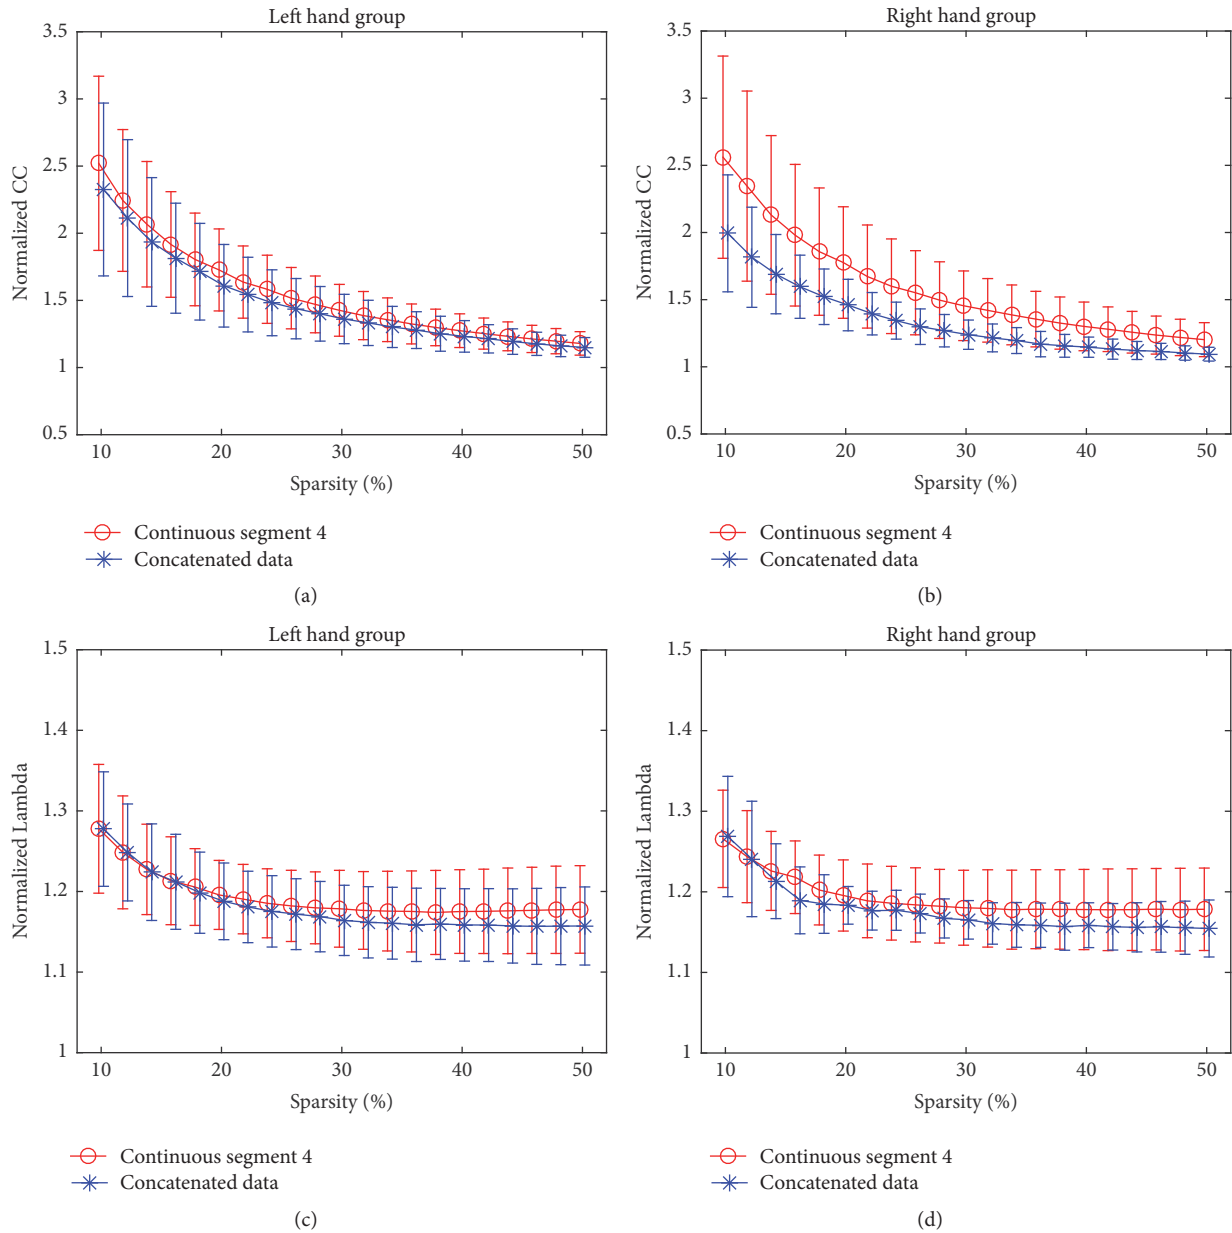 Left hand group
3.5
3
2.5
2
1.5
1
0.5
Normalized CC
10 20 30 40 50
Sparsity (%)
Continuous segment 4
Concatenated data
(a)
Right hand group
3.5
3
2.5
2
1.5
1
0.5
Normalized CC
10 20 30 40 50
Sparsity (%)
Continuous segment 4
Concatenated data
(b)
Left hand group
1.5
1.4
1.3
1.2
1.1
1
Normalized Lambda
10 20 30 40 50
Sparsity (%)
Continuous segment 4
Concatenated data
(c)
Right hand group
1.5
1.4
1.3
1.2
1.1
1
Normalized Lambda
10 20 30 40 50
Sparsity (%)
Continuous segment 4
Concatenated data
(d)